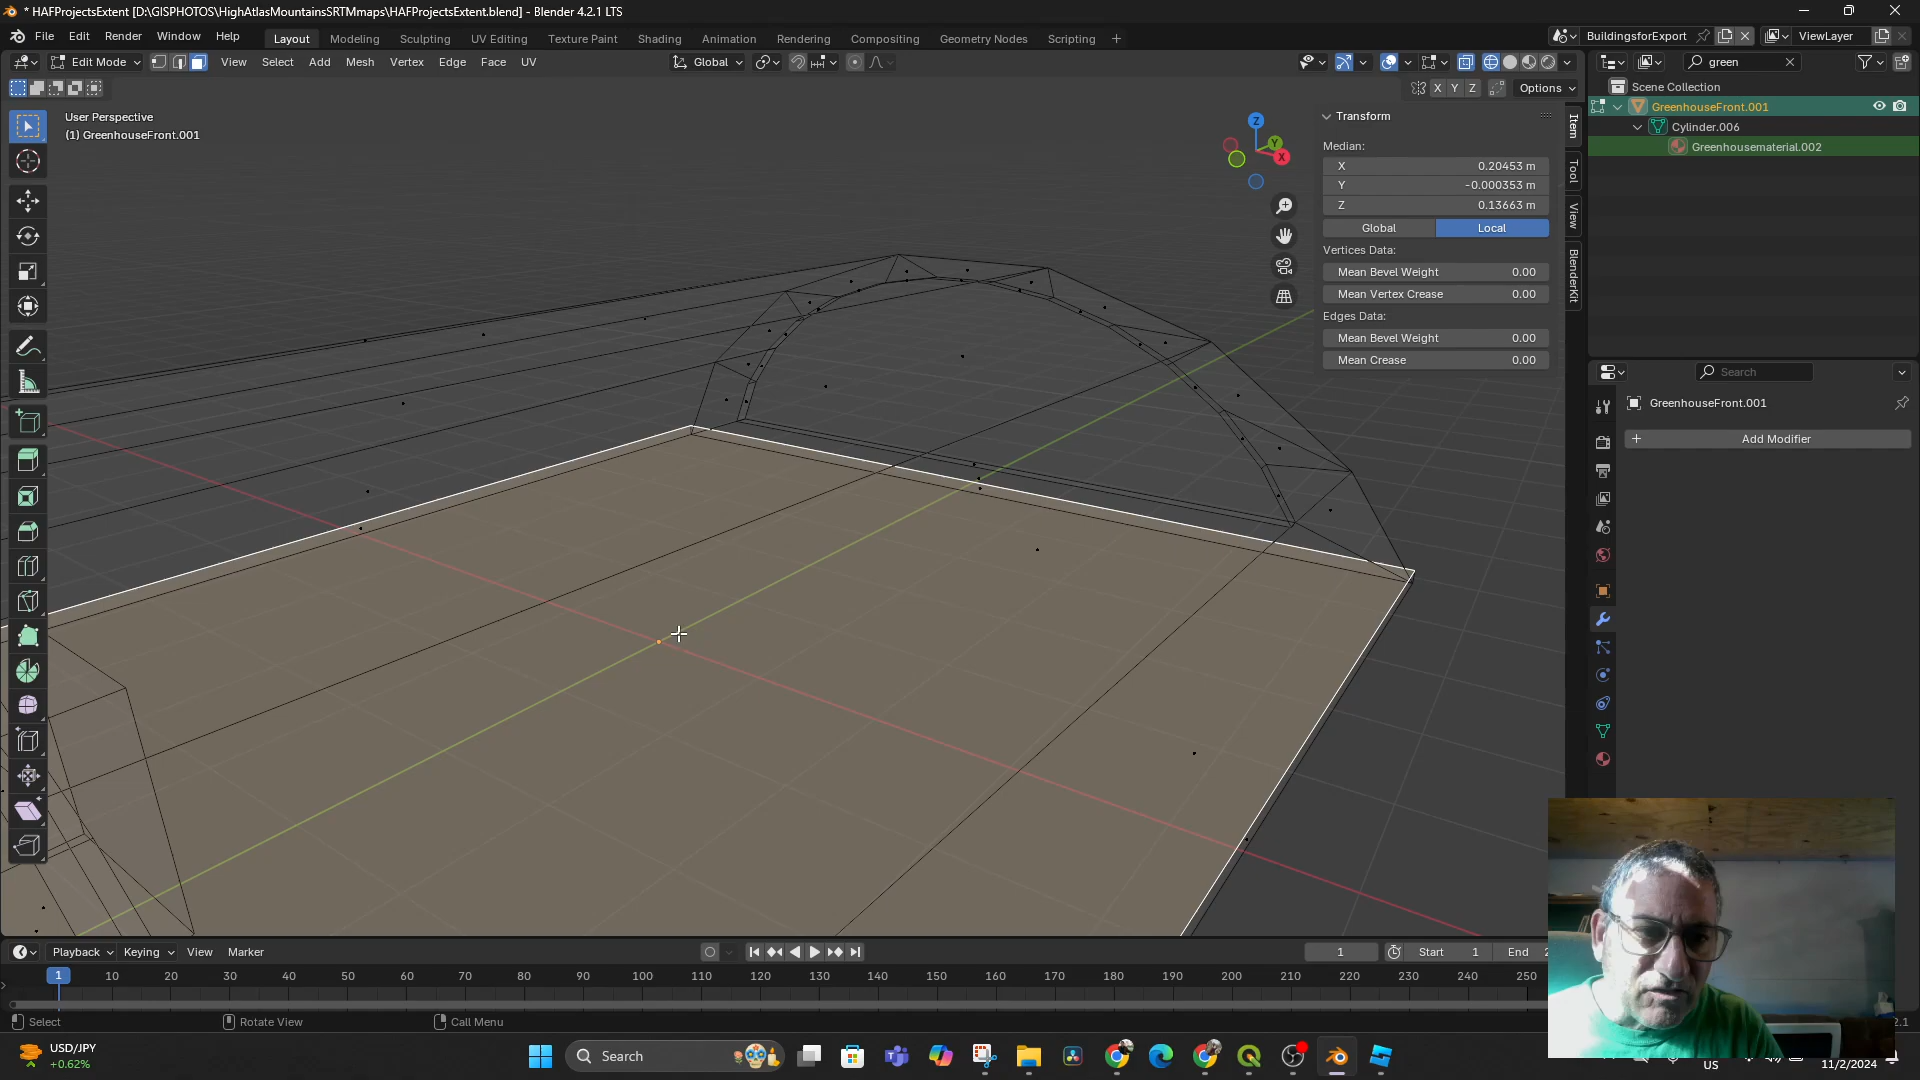 * HAFProjectsExtent [D:\GISPHOTOS\HighAtlasMountainsSRTMmaps\HAFProjectsExtent.blend] - Blender 4.2.1 LTS
File Edit Render Window Help Layout Modeling Sculpting UV Editing Texture Paint Shading Animation Rendering Compositing Geometry Nodes Scripting + BuildingsforExport ViewLayer
Edit Mode View Select Add Mesh Vertex Edge Face UV Global green
X Y Z Options
Scene Collection
GreenhouseFront.001
Cylinder.006
Greenhousematerial.002
User Perspective
(1) GreenhouseFront.001
Z
Y
X
Transform
Median:
X 0.20453 m
Y -0.000353 m
Z 0.13663 m
Global Local
Vertices Data:
Mean Bevel Weight 0.00
Mean Vertex Crease 0.00
Edges Data:
Mean Bevel Weight 0.00
Mean Crease 0.00
Item
Tool
View
BlenderKit
Search
GreenhouseFront.001
+ Add Modifier
Playback Keying View Marker 1 Start 1 End 2
1 10 20 30 40 50 60 70 80 90 100 110 120 130 140 150 160 170 180 190 200 210 220 230 240 250
Select Rotate View Call Menu 2.1
USD/JPY
+0.62%
Search
US
11/2/2024